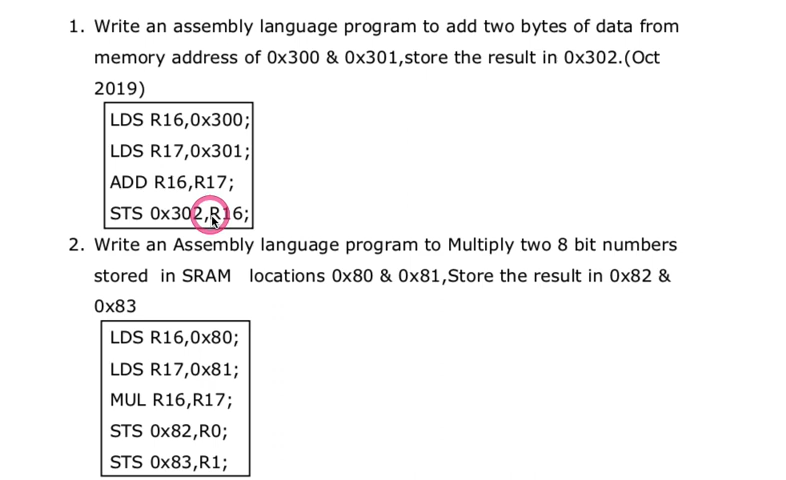 1. Write an assembly language program to add two bytes of data from
memory address of 0x300 & 0x301,store the result in 0x302.(Oct
2019)
LDS R16,0x300;
LDS R17,0x301;
ADD R16,R17;
STS 0x302,R16;
2. Write an Assembly language program to Multiply two 8 bit numbers
stored in SRAM locations 0x80 & 0x81,Store the result in 0x82 &
0x83
LDS R16,0x80;
LDS R17,0x81;
MUL R16,R17;
STS 0x82,R0;
STS 0x83,R1;